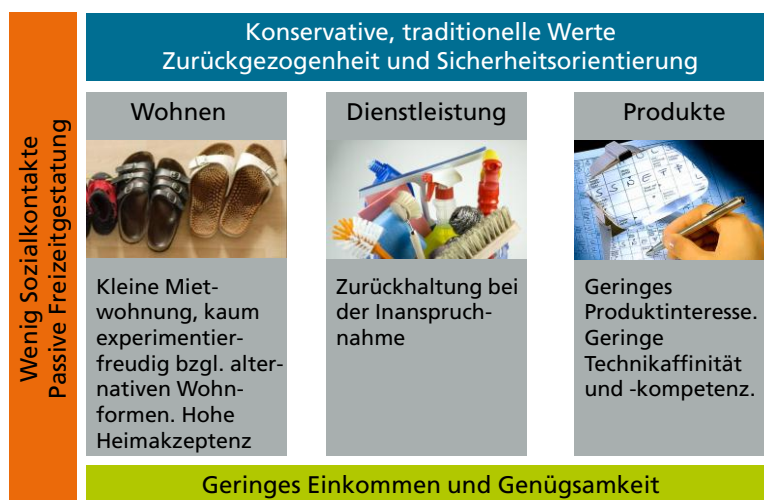 Konservative, traditionelle Werte
Zurückgezogenheit und Sicherheitsorientierung
Wenig Sozialkontakte
Passive Freizeitgestatung
Wohnen
Kleine Miet-
wohnung, kaum
experimentier-
freudig bzgl. alter-
nativen Wohn-
formen. Hohe
Heimakzeptenz
Dienstleistung
Zurückhaltung bei
der Inanspruch-
nahme
Produkte
Geringes
Produktinteresse.
Geringe
Technikaffinität
und -kompetenz.
Geringes Einkommen und Genügsamkeit